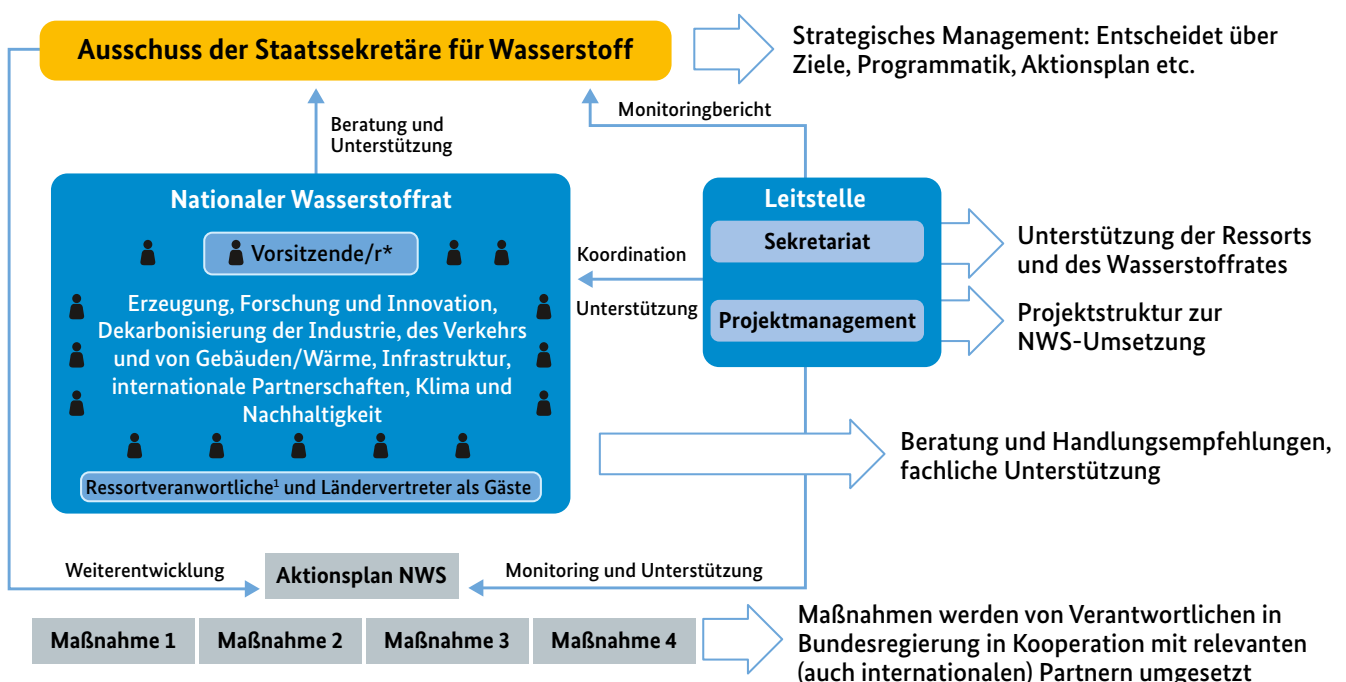 Ausschuss der Staatssekretäre für Wasserstoff
Strategisches Management: Entscheidet über
Ziele, Programmatik, Aktionsplan etc.
Beratung und
Unterstützung
Monitoringbericht
Nationaler Wasserstoffrat
Vorsitzende/r*
Erzeugung, Forschung und Innovation,
Dekarbonisierung der Industrie, des Verkehrs
und von Gebäuden/Wärme, Infrastruktur,
internationale Partnerschaften, Klima und
Nachhaltigkeit
Ressortveranwortliche¹ und Ländervertreter als Gäste
Koordination
Unterstützung
Leitstelle
Sekretariat
Projektmanagement
Unterstützung der Ressorts
und des Wasserstoffrates
Projektstruktur zur
NWS-Umsetzung
Beratung und Handlungsempfehlungen,
fachliche Unterstützung
Weiterentwicklung
Aktionsplan NWS
Monitoring und Unterstützung
Maßnahme 1
Maßnahme 2
Maßnahme 3
Maßnahme 4
Maßnahmen werden von Verantwortlichen in
Bundesregierung in Kooperation mit relevanten
(auch internationalen) Partnern umgesetzt